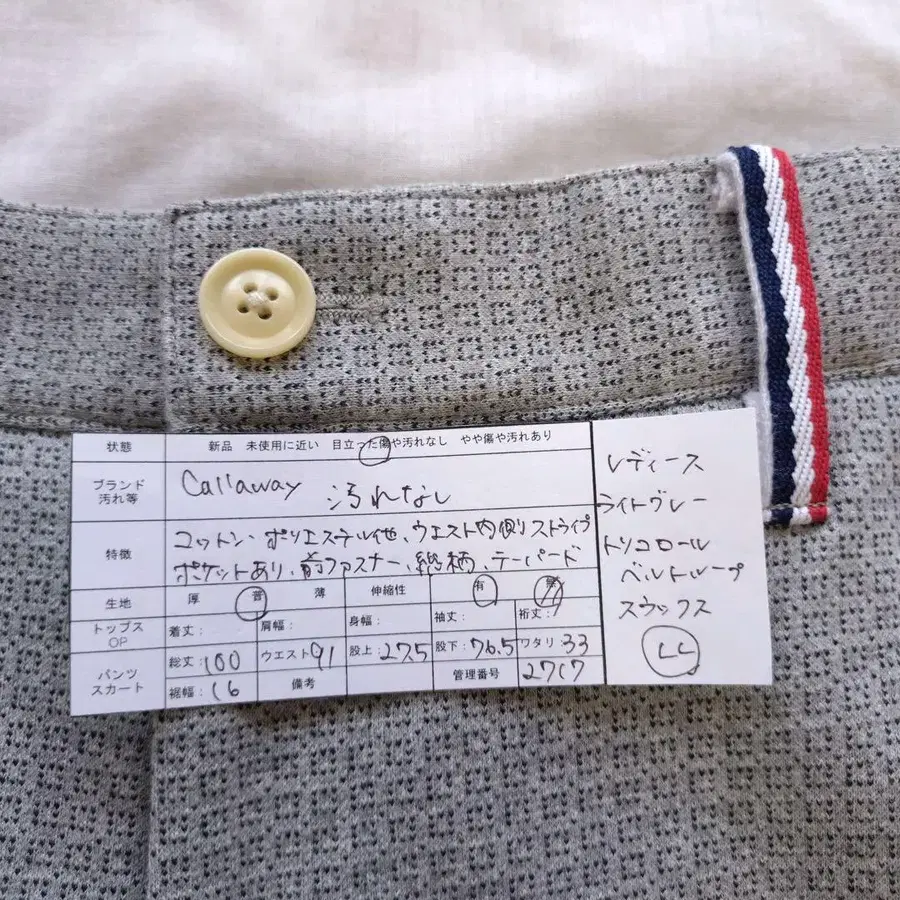 状態 新品 未使用に近い 目立った傷や汚れなし やや傷や汚れあり
ブランド 汚れ等 Callaway 汚れなし
特徴 コットン・ポリエステル他、ウエスト内側ストライプ
ポケットあり、前ファスナー、総柄、テーパード
生地 厚 普 薄 伸縮性 有 無
トップス OP 着丈: 肩幅: 身幅: 袖丈: 裄丈:
パンツ スカート 総丈:100 ウエスト91 股上:27.5 股下:76.5 ワタリ:33
裾幅:16 備考 管理番号 2717
レディース
ライトグレー
トリコロール
ベルトループ
スラックス
LL